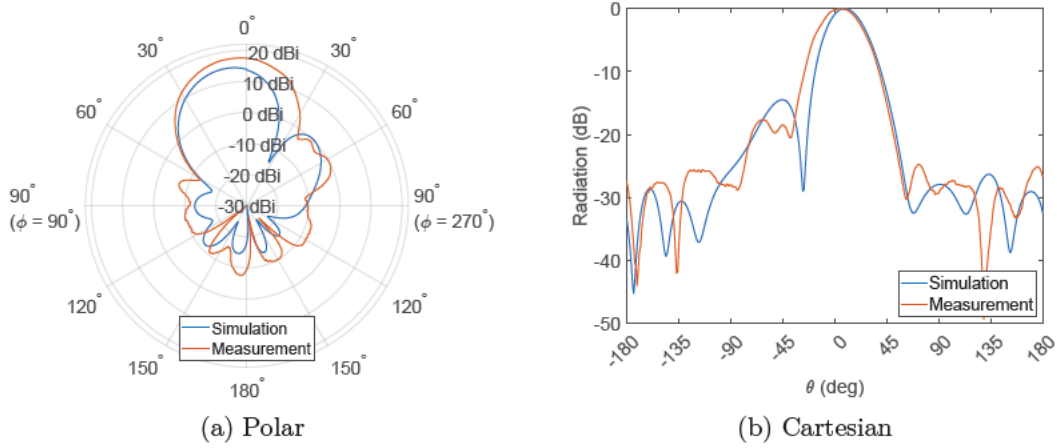 0°
30°
30°
60°
60°
90°
(ϕ = 90°)
90°
(ϕ = 270°)
120°
120°
150°
150°
180°
20 dBi
10 dBi
0 dBi
-10 dBi
-20 dBi
-30 dBi
Simulation
Measurement
(a) Polar
0
-10
-20
-30
-40
-50
Radiation (dB)
-180
-135
-90
-45
0
45
90
135
180
θ (deg)
Simulation
Measurement
(b) Cartesian